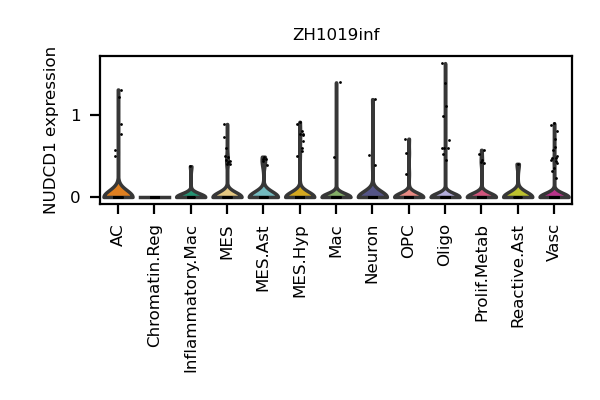 ZH1019inf
NUDCD1 expression
1
0
AC
Chromatin.Reg
Inflammatory.Mac
MES
MES.Ast
MES.Hyp
Mac
Neuron
OPC
Oligo
Prolif.Metab
Reactive.Ast
Vasc